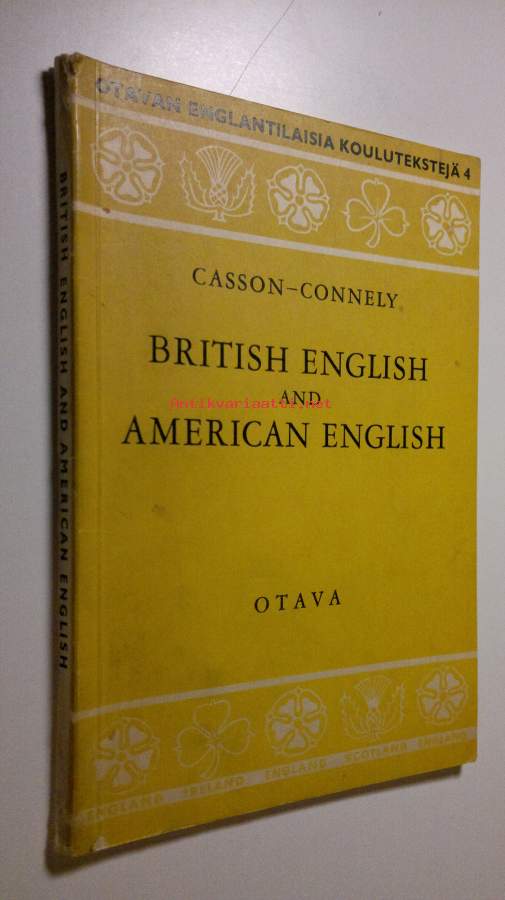 OTAVAN ENGLANTILAISIA KOULUTEKSTEJÄ 4
CASSON–CONNELY
BRITISH ENGLISH
AND
Antikvariaatti.net
AMERICAN ENGLISH
OTAVA
ENGLAND IRELAND ENGLAND SCOTLAND ENGLAND
BRITISH ENGLISH AND AMERICAN ENGLISH